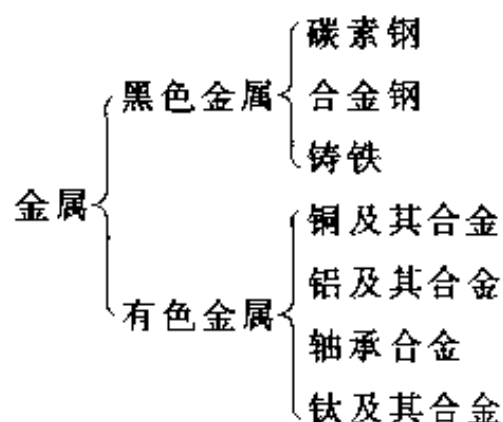 碳素钢
黑色金属
合金钢
铸铁
金属
铜及其合金
铝及其合金
有色金属
轴承合金
钛及其合金